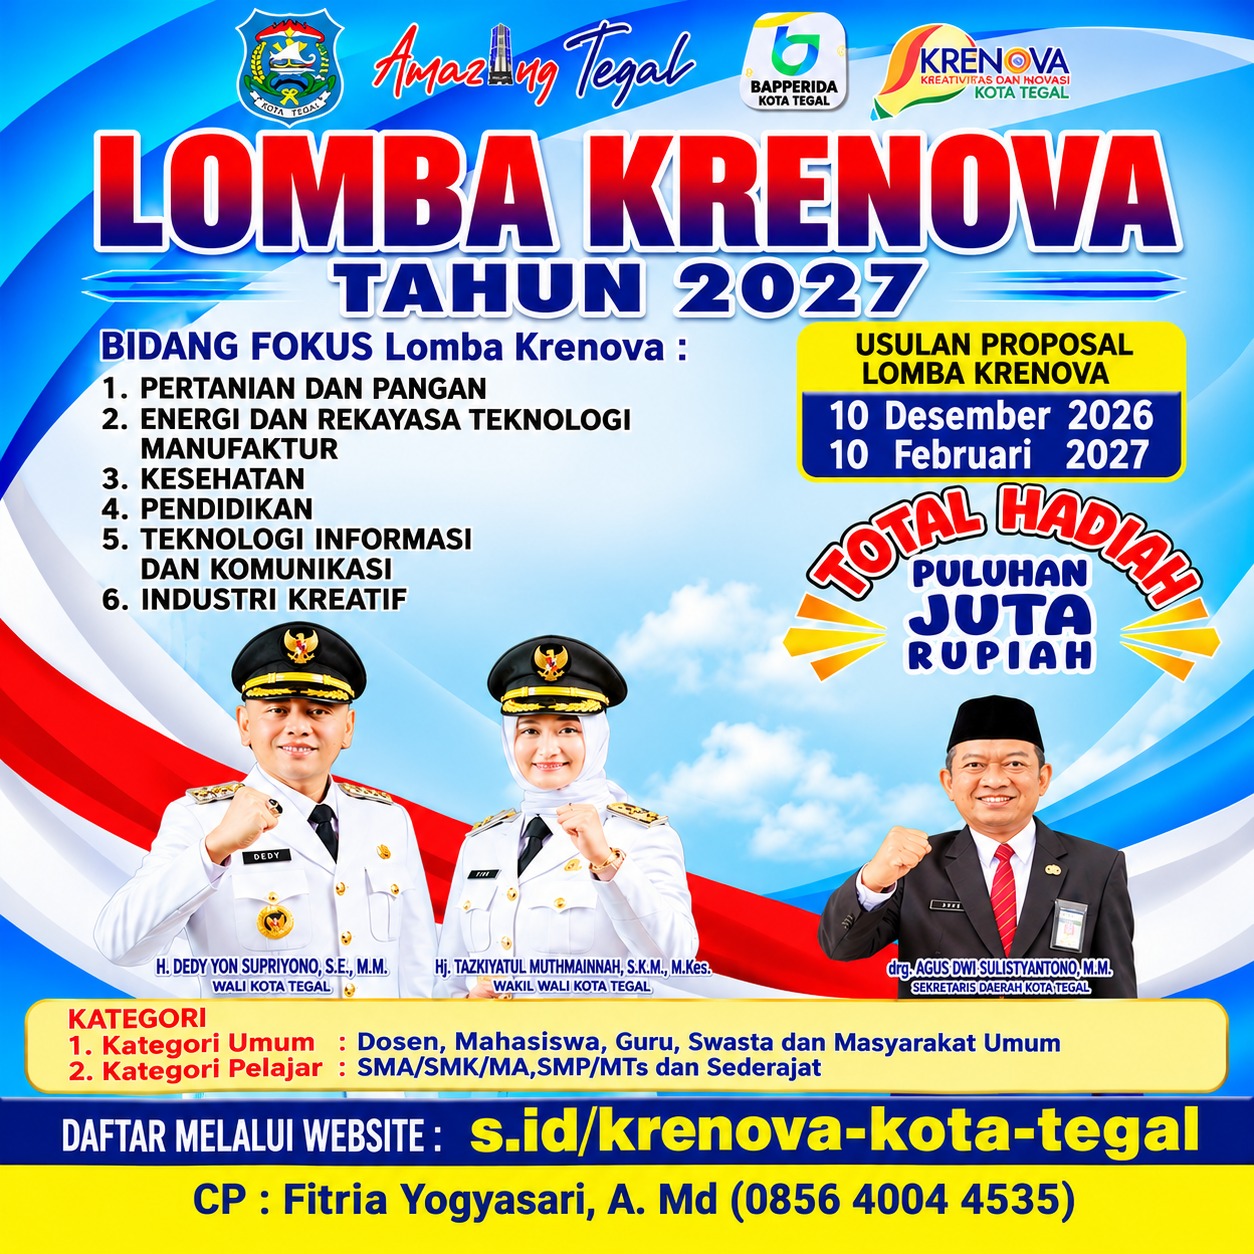 KOTA TEGAL
Amazing Tegal
BAPPERIDA
KOTA TEGAL
KRENOVA
KREATIVITAS DAN INOVASI
KOTA TEGAL
LOMBA KRENOVA
TAHUN 2027
BIDANG FOKUS Lomba Krenova :
1. PERTANIAN DAN PANGAN
2. ENERGI DAN REKAYASA TEKNOLOGI
MANUFAKTUR
3. KESEHATAN
4. PENDIDIKAN
5. TEKNOLOGI INFORMASI
DAN KOMUNIKASI
6. INDUSTRI KREATIF
USULAN PROPOSAL
LOMBA KRENOVA
10 Desember 2026
10 Februari 2027
TOTAL HADIAH
PULUHAN
JUTA
RUPIAH
DEDY
H. DEDY YON SUPRIYONO, S.E., M.M.
WALI KOTA TEGAL
Hj. TAZKIYATUL MUTHMAINNAH, S.K.M., M.Kes.
WAKIL WALI KOTA TEGAL
drg. AGUS DWI SULISTYANTONO, M.M.
SEKRETARIS DAERAH KOTA TEGAL
KATEGORI
1. Kategori Umum : Dosen, Mahasiswa, Guru, Swasta dan Masyarakat Umum
2. Kategori Pelajar : SMA/SMK/MA,SMP/MTs dan Sederajat
DAFTAR MELALUI WEBSITE : s.id/krenova-kota-tegal
CP : Fitria Yogyasari, A. Md (0856 4004 4535)